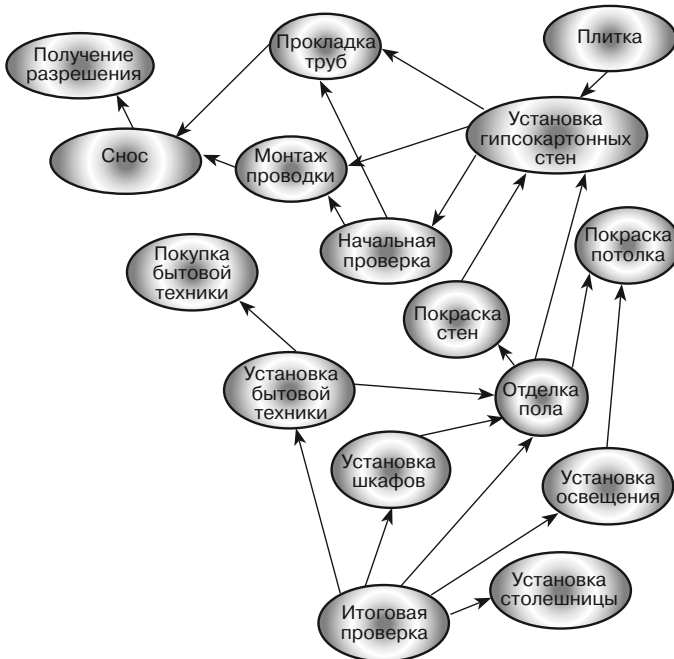 Получение
разрешения
Прокладка
труб
Плитка
Снос
Монтаж
проводки
Установка
гипсокартонных
стен
Начальная
проверка
Покраска
потолка
Покупка
бытовой
техники
Покраска
стен
Установка
бытовой
техники
Отделка
пола
Установка
шкафов
Установка
освещения
Итоговая
проверка
Установка
столешницы